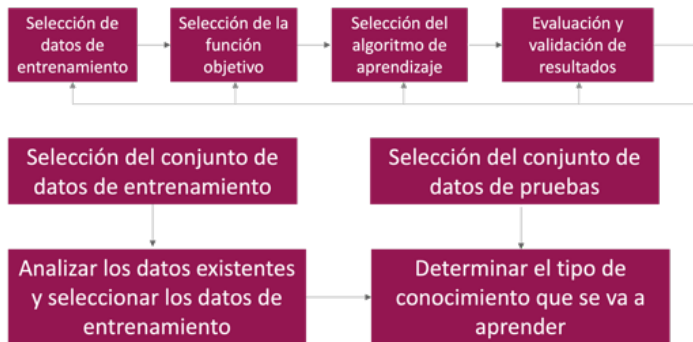 Selección de
datos de
entrenamiento
Selección de la
función
objetivo
Selección del
algoritmo de
aprendizaje
Evaluación y
validación de
resultados
Selección del conjunto de
datos de entrenamiento
Selección del conjunto de
datos de pruebas
Analizar los datos existentes
y seleccionar los datos de
entrenamiento
Determinar el tipo de
conocimiento que se va a
aprender